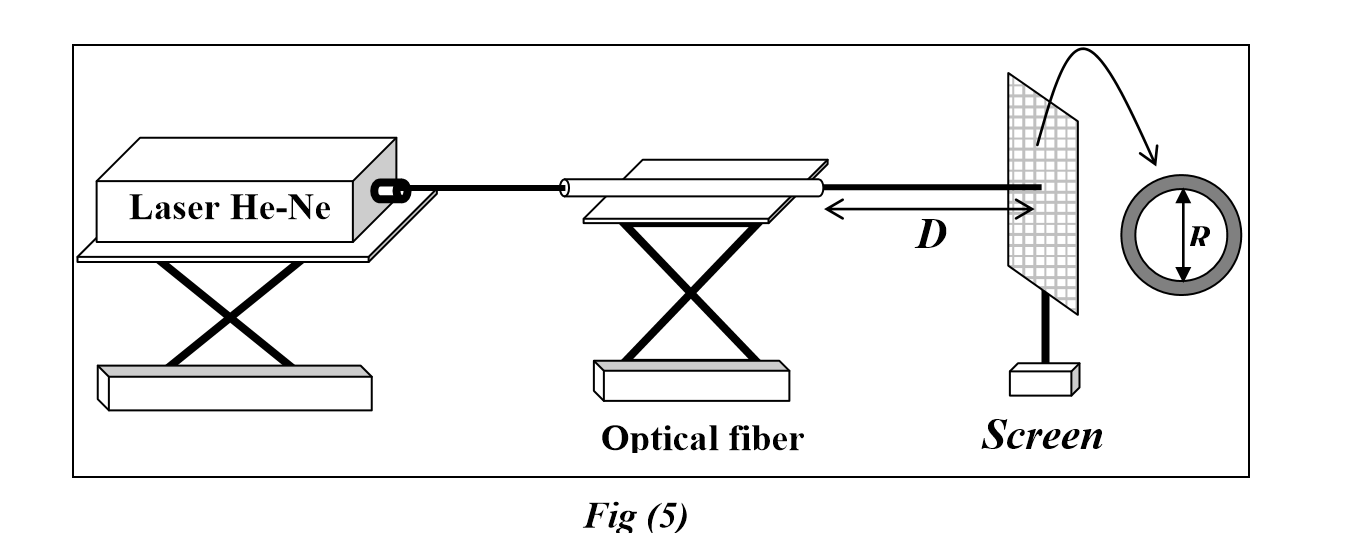 Laser He-Ne
D
R
Optical fiber
Screen
Fig (5)